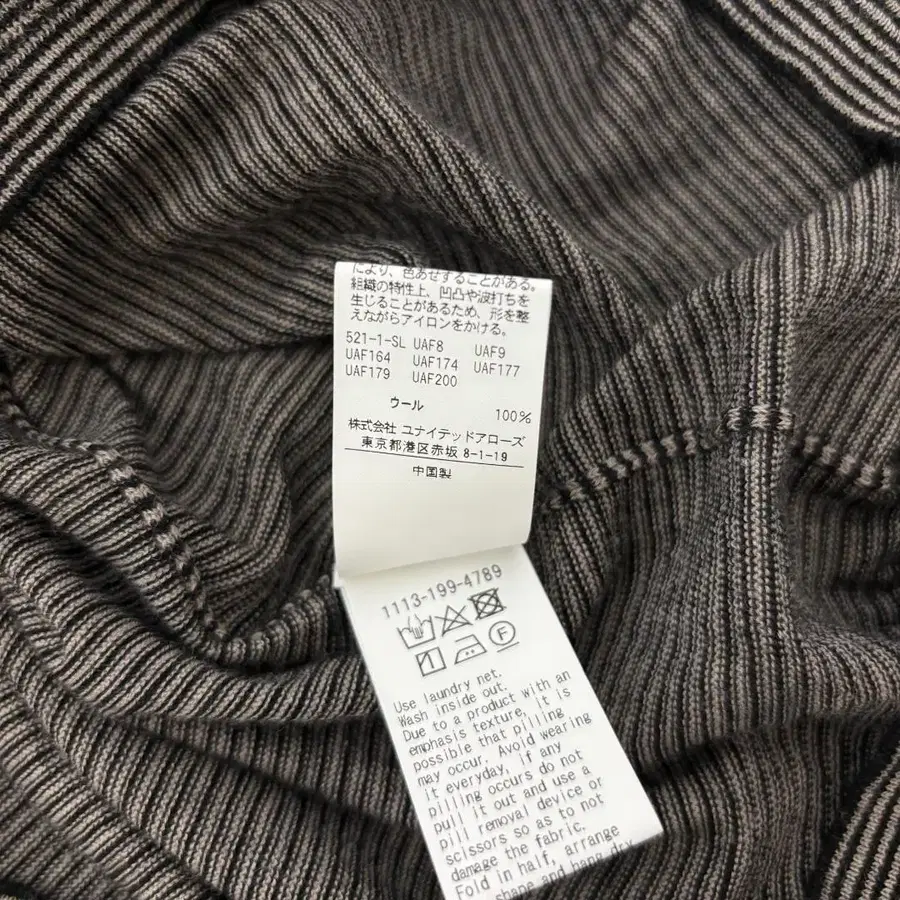 により、色あせすることがある。
組織の特性上、凹凸や波打ちを
生じることがあるため、形を整
えながらアイロンをかける。
521-1-SL UAF8 UAF9
UAF164 UAF174 UAF177
UAF179 UAF200
ウール 100%
株式会社 ユナイテッドアローズ
東京都港区赤坂 8-1-19
中国製
1113-199-4789
F
Use laundry net.
Wash inside out.
Due to a product with an
emphasis texture, it is
possible that pilling
may occur. Avoid wearing
it everyday, if any
pilling occurs do not
pull it out and use a
pill removal device or
scissors so as to not
damage the fabric.
Fold in half, arrange
shape and hang dry